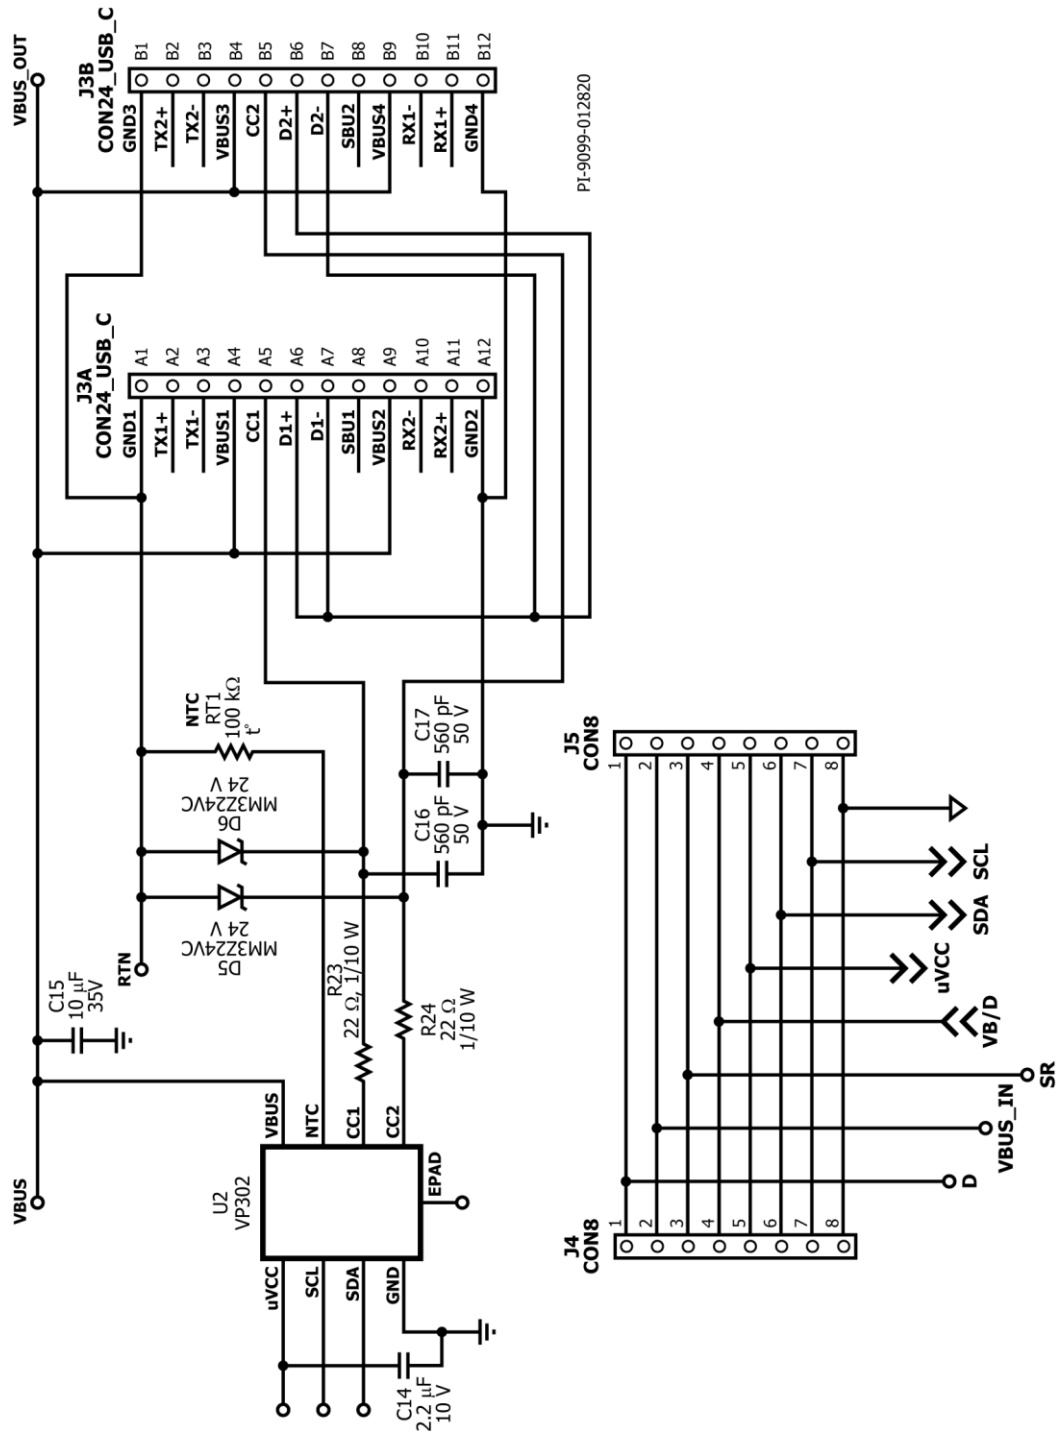 VBUS_OUT
J3B
CON24_USB_C
GND3
TX2+
TX2-
VBUS3
CC2
D2+
D2-
SBU2
VBUS4
RX1-
RX1+
GND4
B1
B2
B3
B4
B5
B6
B7
B8
B9
B10
B11
B12
PI-9099-012820
J3A
CON24_USB_C
GND1
TX1+
TX1-
VBUS1
CC1
D1+
D1-
SBU1
VBUS2
RX2-
RX2+
GND2
A1
A2
A3
A4
A5
A6
A7
A8
A9
A10
A11
A12
NTC
RT1
100 kΩ
t°
D6
MM3Z24VC
24 V
D5
MM3Z24VC
24 V
C17
560 pF
50 V
C16
560 pF
50 V
RTN
C15
10 μF
35V
R23
22 Ω, 1/10 W
R24
22 Ω
1/10 W
VBUS
VBUS
NTC
CC1
CC2
EPAD
U2
VP302
uVCC
SCL
SDA
GND
C14
2.2 μF
10 V
J5
CON8
1
2
3
4
5
6
7
8
SCL
SDA
uVCC
VB/D
SR
VBUS_IN
D
J4
CON8
1
2
3
4
5
6
7
8